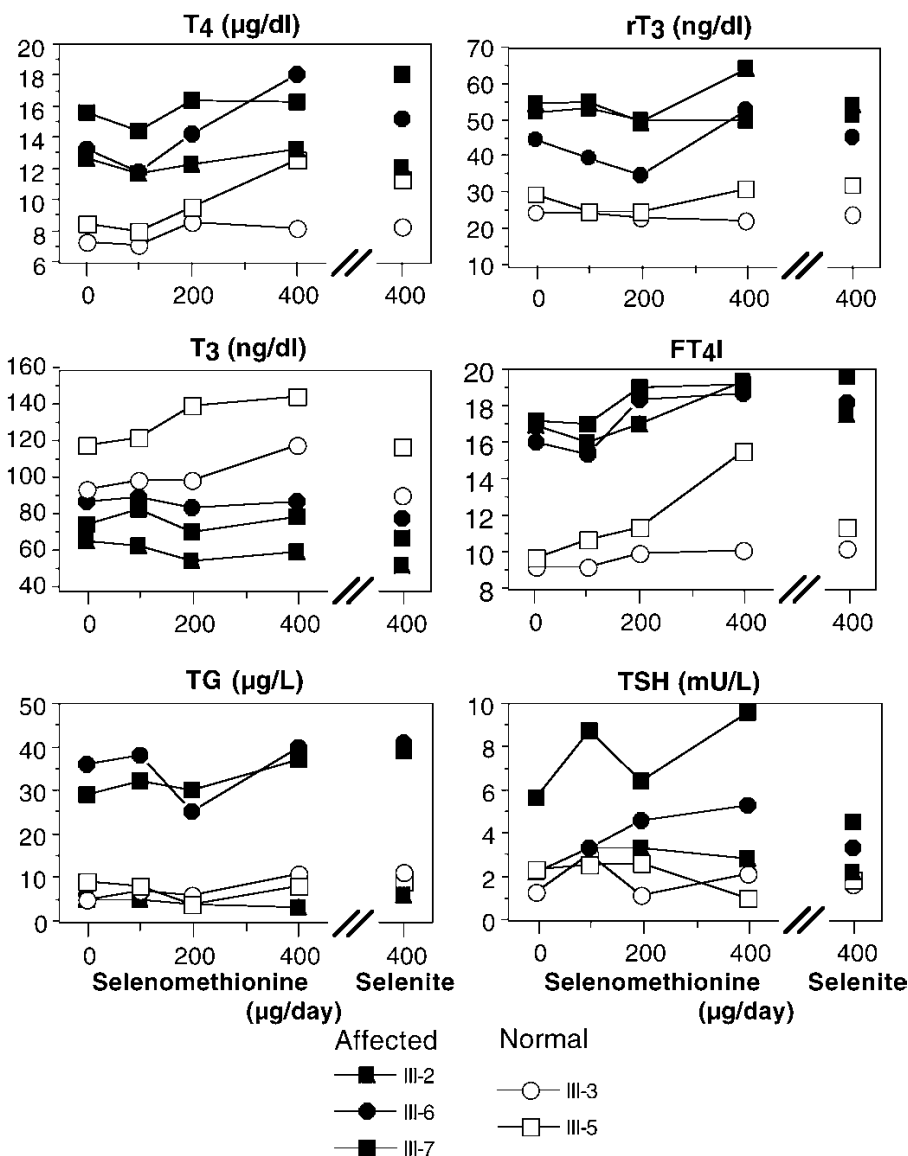 T4 (µg/dl)
20
18
16
14
12
10
8
6
0 200 400 400
rT3 (ng/dl)
70
60
50
40
30
20
10
0 200 400 400
T3 (ng/dl)
160
140
120
100
80
60
40
0 200 400 400
FT4I
20
18
16
14
12
10
8
0 200 400 400
TG (µg/L)
50
40
30
20
10
0
0 200 400 400
Selenomethionine Selenite
(µg/day)
TSH (mU/L)
10
8
6
4
2
0
0 200 400 400
Selenomethionine Selenite
(µg/day)
Affected
III-2
III-6
III-7
Normal
III-3
III-5